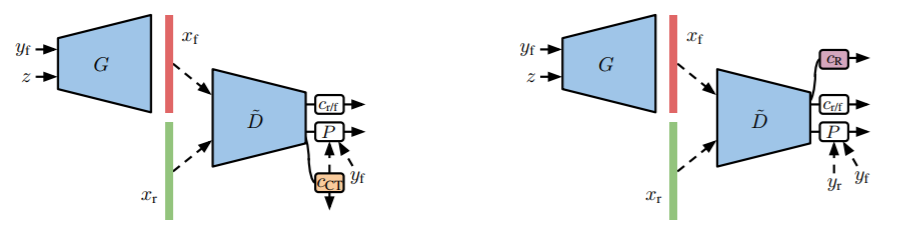 y_f
z
G
x_f
x_r
D̃
c_r/f
P
c_CT
y_f
y_f
z
G
x_f
x_r
D̃
c_R
c_r/f
P
y_r
y_f